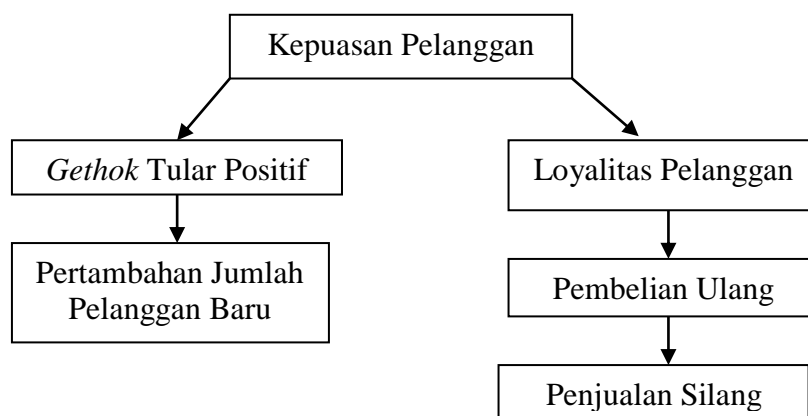 Kepuasan Pelanggan
Gethok Tular Positif
Loyalitas Pelanggan
Pertambahan Jumlah
Pelanggan Baru
Pembelian Ulang
Penjualan Silang